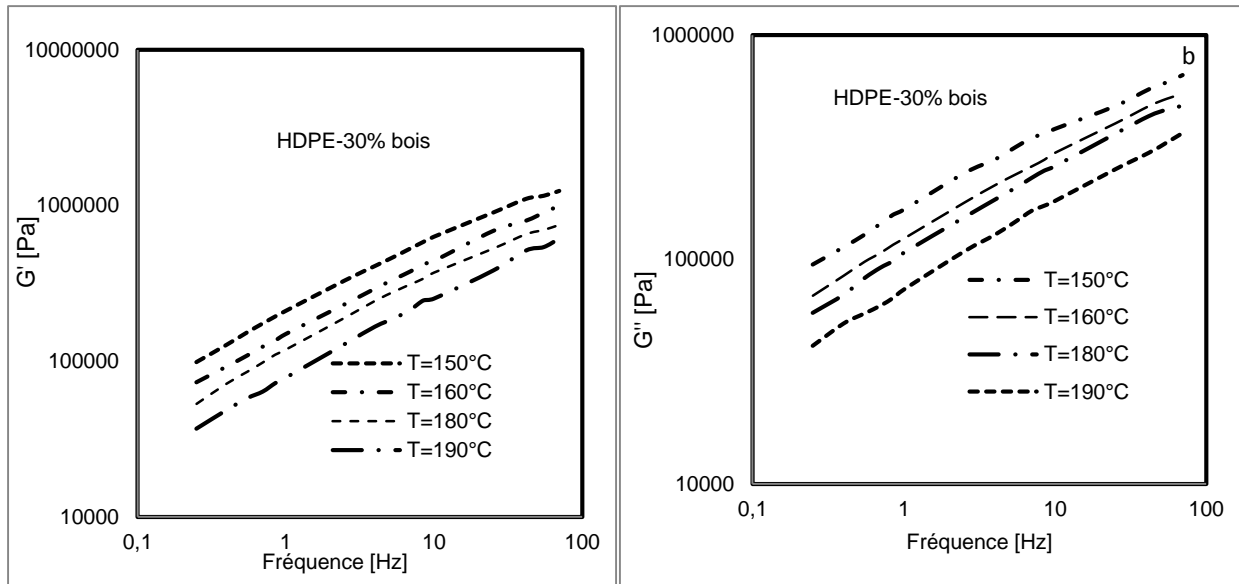 10000000
1000000
100000
10000
G' [Pa]
HDPE-30% bois
T=150°C
T=160°C
T=180°C
T=190°C
0,1 1 10 100
Fréquence [Hz]
1000000
100000
10000
G'' [Pa]
b
HDPE-30% bois
T=150°C
T=160°C
T=180°C
T=190°C
0,1 1 10 100
Fréquence [Hz]